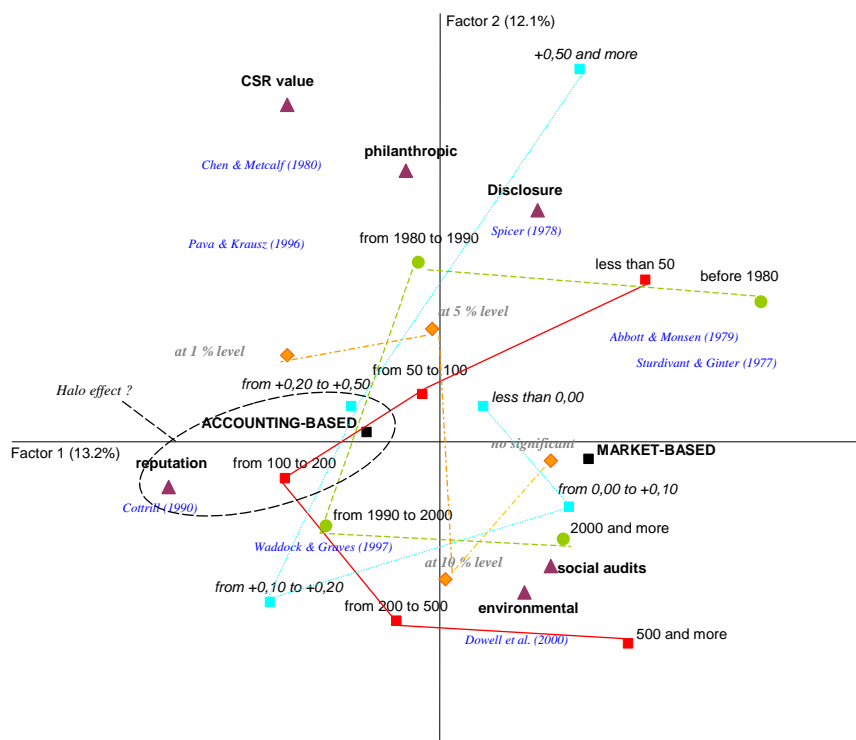 Factor 2 (12.1%)
+0,50 and more
CSR value
Chen & Metcalf (1980)
philanthropic
Disclosure
Spicer (1978)
Pava & Krausz (1996)
from 1980 to 1990
less than 50
before 1980
at 5 % level
Abbott & Monsen (1979)
at 1 % level
Sturdivant & Ginter (1977)
from 50 to 100
from +0,20 to +0,50
Halo effect ?
less than 0,00
ACCOUNTING-BASED
no significant
MARKET-BASED
Factor 1 (13.2%)
reputation
from 100 to 200
from 0,00 to +0,10
Cottrill (1990)
from 1990 to 2000
2000 and more
Waddock & Graves (1997)
at 10 % level
social audits
from +0,10 to +0,20
from 200 to 500
environmental
500 and more
Dowell et al. (2000)